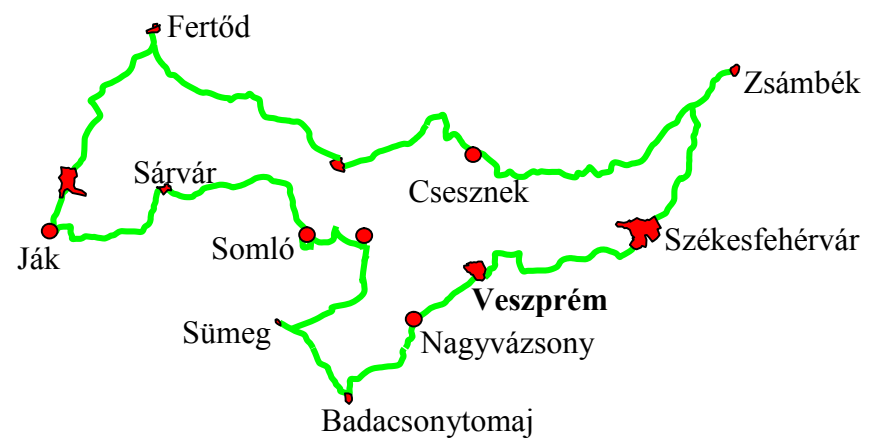 Fertőd
Zsámbék
Sárvár
Csesznek
Ják
Somló
Székesfehérvár
Veszprém
Sümeg
Nagyvázsony
Badacsonytomaj